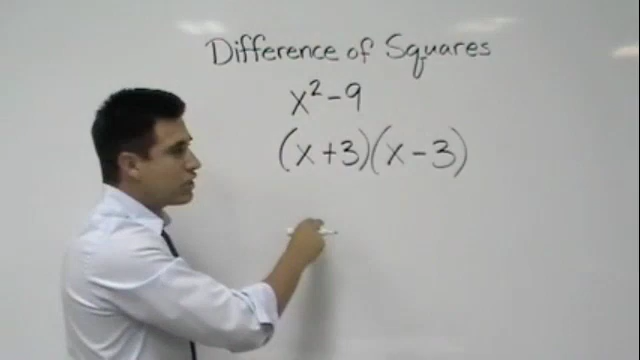 Difference of Squares
x² - 9
(x + 3)(x - 3)